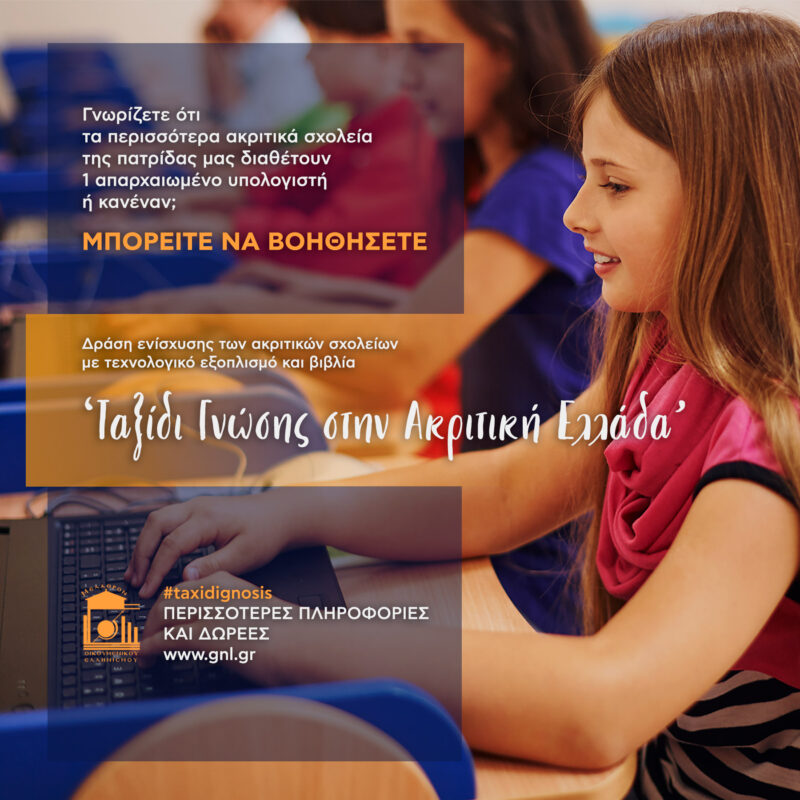 Γνωρίζετε ότι
τα περισσότερα ακριτικά σχολεία
της πατρίδας μας διαθέτουν
1 απαρχαιωμένο υπολογιστή
ή κανέναν;
ΜΠΟΡΕΙΤΕ ΝΑ ΒΟΗΘΗΣΕΤΕ
Δράση ενίσχυσης των ακριτικών σχολείων
με τεχνολογικό εξοπλισμό και βιβλία
‘Ταξίδι Γνώσης στην Ακριτική Ελλάδα’
Μέλλοντος
ΟΙΚΟΥΜΕΝΙΚΟΥ
ΕΛΛΗΝΙΣΜΟΥ
#taxidignosis
ΠΕΡΙΣΣΟΤΕΡΕΣ ΠΛΗΡΟΦΟΡΙΕΣ
ΚΑΙ ΔΩΡΕΕΣ
www.gnl.gr